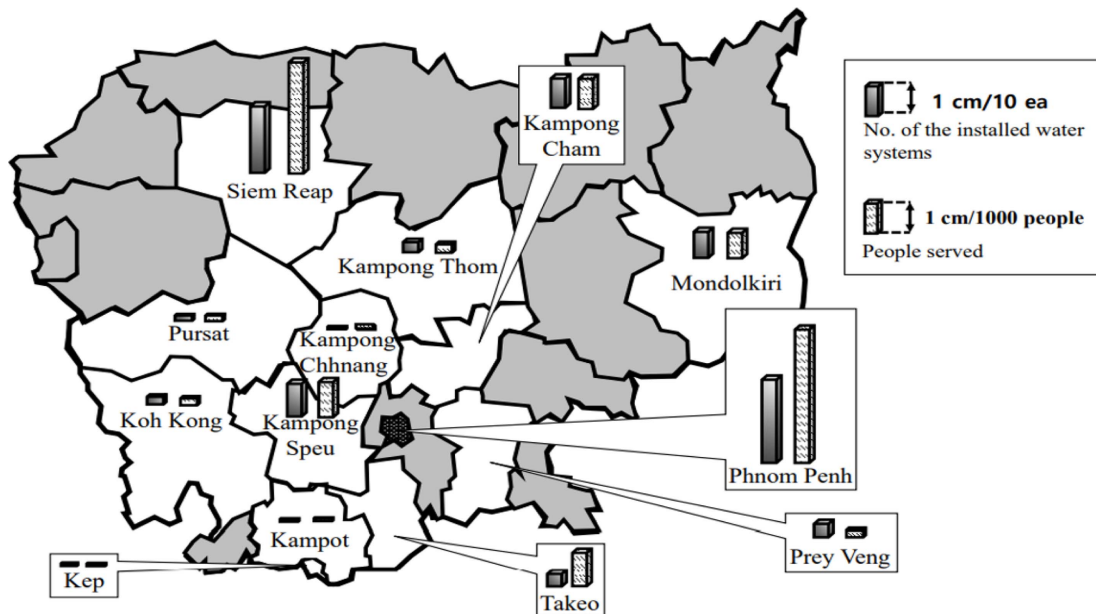 Kampong
Cham
1 cm/10 ea
No. of the installed water
systems
1 cm/1000 people
People served
Siem Reap
Kampong Thom
Mondolkiri
Pursat
Kampong
Chhnang
Koh Kong
Kampong
Speu
Phnom Penh
Kampot
Prey Veng
Kep
Takeo